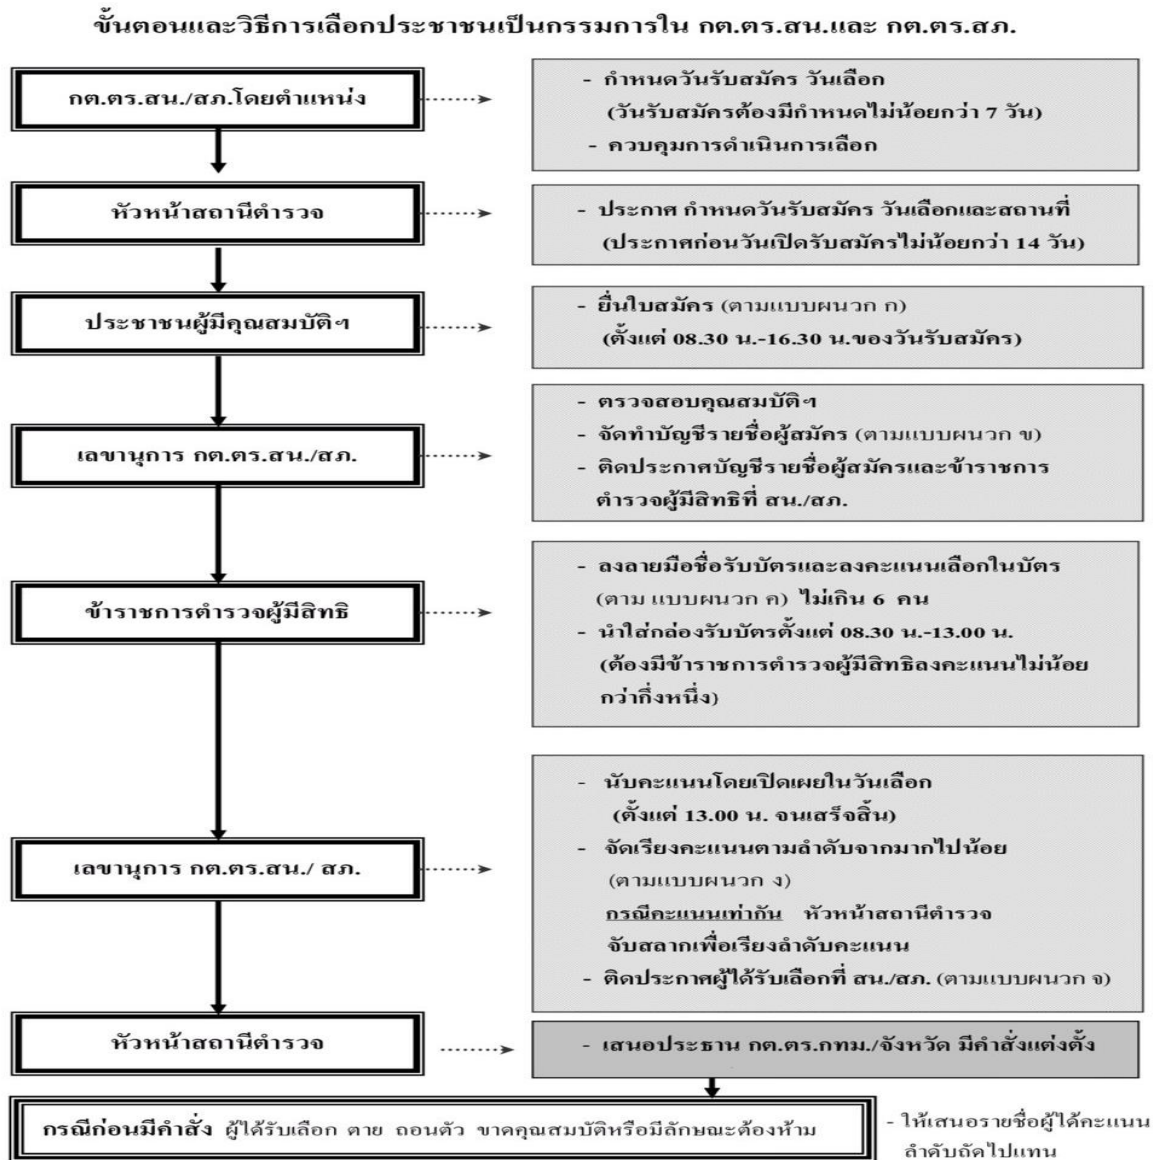 ขั้นตอนและวิธีการเลือกประชาชนเป็นกรรมการใน กต.ตร.สน.และ กต.ตร.สภ.
กต.ตร.สน./สภ.โดยตำแหน่ง
- กำหนดวันรับสมัคร วันเลือก
(วันรับสมัครต้องมีกำหนดไม่น้อยกว่า 7 วัน)
- ควบคุมการดำเนินการเลือก
หัวหน้าสถานีตำรวจ
- ประกาศ กำหนดวันรับสมัคร วันเลือกและสถานที่
(ประกาศก่อนวันเปิดรับสมัครไม่น้อยกว่า 14 วัน)
ประชาชนผู้มีคุณสมบัติฯ
- ยื่นใบสมัคร (ตามแบบผนวก ก)
(ตั้งแต่ 08.30 น.-16.30 น.ของวันรับสมัคร)
เลขานุการ กต.ตร.สน./สภ.
- ตรวจสอบคุณสมบัติฯ
- จัดทำบัญชีรายชื่อผู้สมัคร (ตามแบบผนวก ข)
- ติดประกาศบัญชีรายชื่อผู้สมัครและข้าราชการ
ตำรวจผู้มีสิทธิที่ สน./สภ.
ข้าราชการตำรวจผู้มีสิทธิ
- ลงลายมือชื่อรับบัตรและลงคะแนนเลือกในบัตร
(ตาม แบบผนวก ค) ไม่เกิน 6 คน
- นำใส่กล่องรับบัตรตั้งแต่ 08.30 น.-13.00 น.
(ต้องมีข้าราชการตำรวจผู้มีสิทธิลงคะแนนไม่น้อย
กว่ากึ่งหนึ่ง)
เลขานุการ กต.ตร.สน./ สภ.
- นับคะแนนโดยเปิดเผยในวันเลือก
(ตั้งแต่ 13.00 น. จนเสร็จสิ้น)
- จัดเรียงคะแนนตามลำดับจากมากไปน้อย
(ตามแบบผนวก ง)
กรณีคะแนนเท่ากัน หัวหน้าสถานีตำรวจ
จับสลากเพื่อเรียงลำดับคะแนน
- ติดประกาศผู้ได้รับเลือกที่ สน./สภ. (ตามแบบผนวก จ)
หัวหน้าสถานีตำรวจ
- เสนอประธาน กต.ตร.กทม./จังหวัด มีคำสั่งแต่งตั้ง
กรณีก่อนมีคำสั่ง ผู้ได้รับเลือก ตาย ถอนตัว ขาดคุณสมบัติหรือมีลักษณะต้องห้าม
- ให้เสนอรายชื่อผู้ได้คะแนน
ลำดับถัดไปแทน